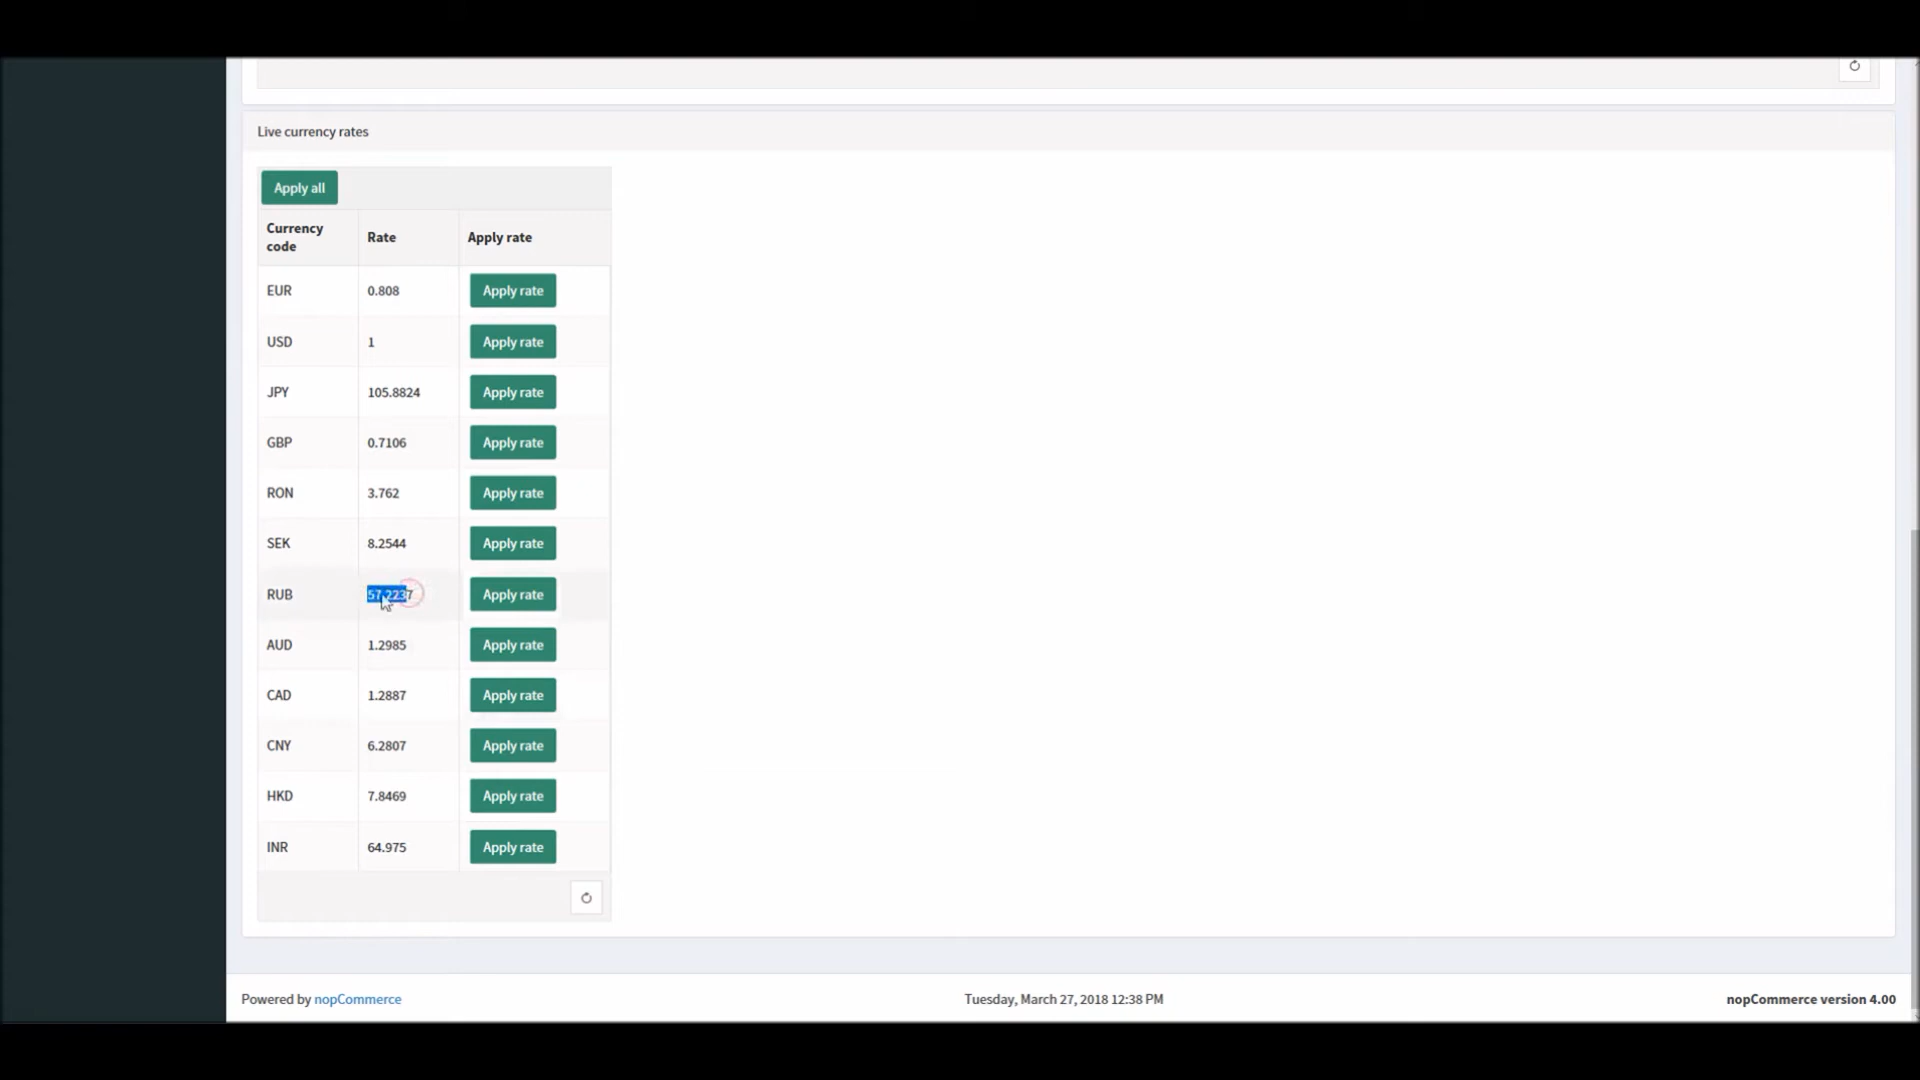 Live currency rates
Apply all
Currency code Rate Apply rate
EUR 0.808 Apply rate
USD 1 Apply rate
JPY 105.8824 Apply rate
GBP 0.7106 Apply rate
RON 3.762 Apply rate
SEK 8.2544 Apply rate
RUB 57.2237 Apply rate
AUD 1.2985 Apply rate
CAD 1.2887 Apply rate
CNY 6.2807 Apply rate
HKD 7.8469 Apply rate
INR 64.975 Apply rate
Powered by nopCommerce Tuesday, March 27, 2018 12:38 PM nopCommerce version 4.00